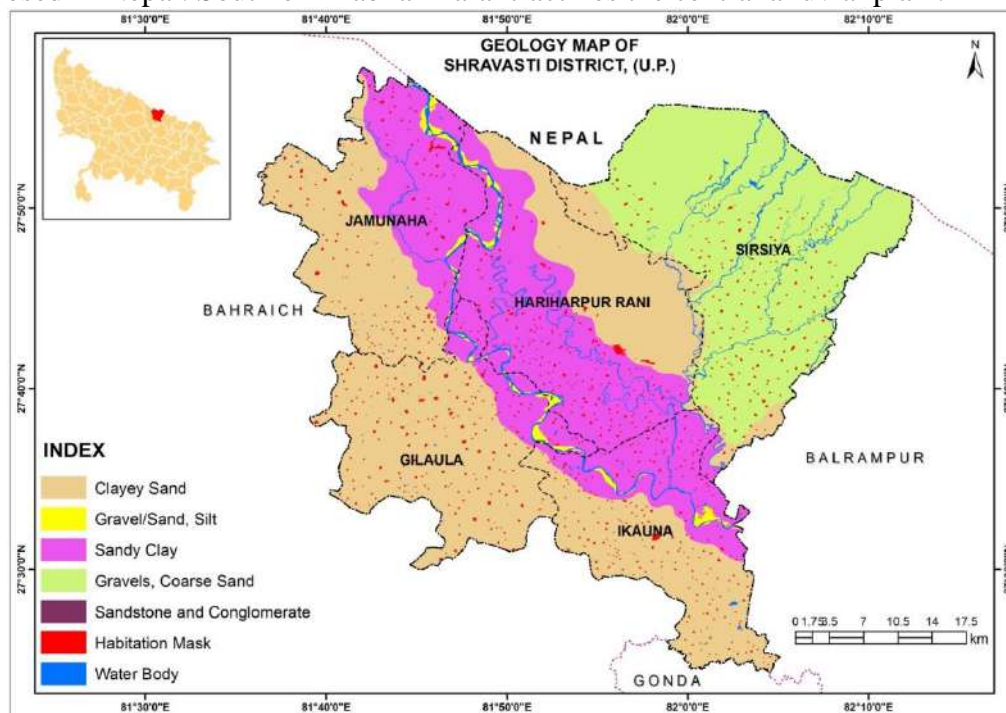 81°30'0"E 81°40'0"E 81°50'0"E 82°0'0"E 82°10'0"E
GEOLOGY MAP OF
SHRAVASTI DISTRICT, (U.P.)
N
NEPAL
27°50'0"N
JAMUNAHA
SIRSIYA
HARIHARPUR RANI
BAHRAICH
27°40'0"N
GILAULA
BALRAMPUR
IKAUNA
27°30'0"N
GONDA
INDEX
Clayey Sand
Gravel/Sand, Silt
Sandy Clay
Gravels, Coarse Sand
Sandstone and Conglomerate
Habitation Mask
Water Body
0 1.75 3.5 7 10.5 14 17.5
km
81°30'0"E 81°40'0"E 81°50'0"E 82°0'0"E 82°10'0"E